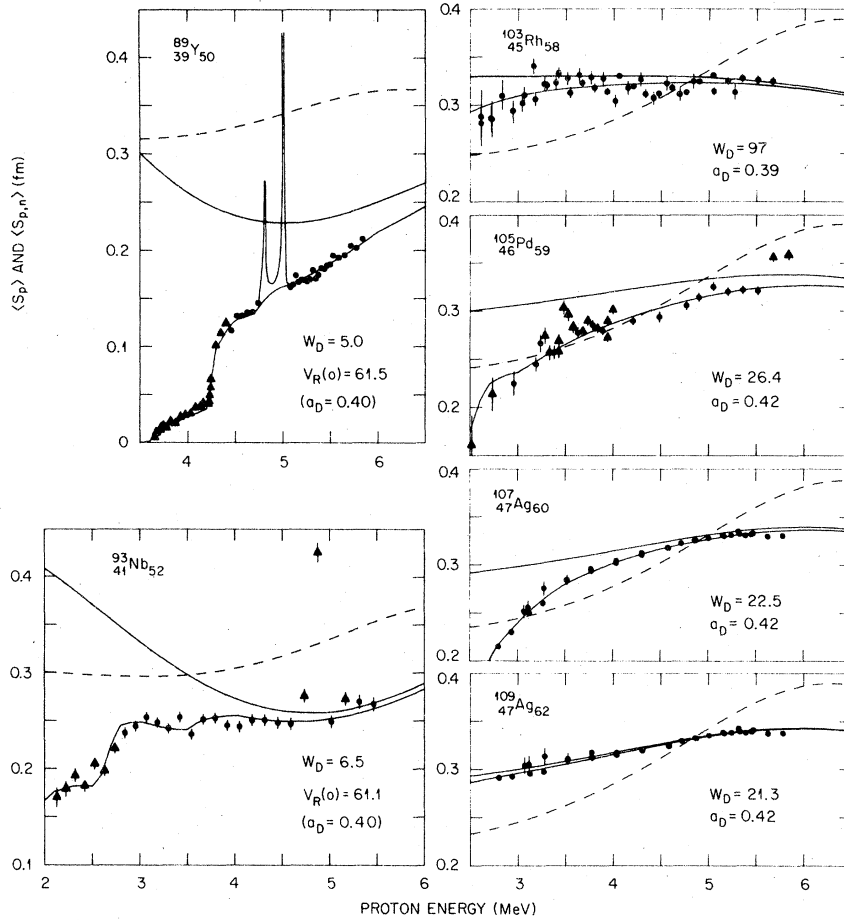 ⟨Sp⟩ AND ⟨Sp,n⟩ (fm)
0.4
0.3
0.2
0.1
0
4
5
6
⁸⁹₃₉Y₅₀
W_D = 5.0
V_R(o) = 61.5
(a_D = 0.40)
0.4
0.3
0.2
0.1
2
3
4
5
6
⁹³₄₁Nb₅₂
W_D = 6.5
V_R(o) = 61.1
(a_D = 0.40)
0.4
0.3
0.2
¹⁰³₄₅Rh₅₈
W_D = 97
a_D = 0.39
0.4
0.3
0.2
¹⁰⁵₄₆Pd₅₉
W_D = 26.4
a_D = 0.42
0.4
0.3
0.2
¹⁰⁷₄₇Ag₆₀
W_D = 22.5
a_D = 0.42
0.4
0.3
0.2
¹⁰⁹₄₇Ag₆₂
W_D = 21.3
a_D = 0.42
3
4
5
6
PROTON ENERGY (MeV)